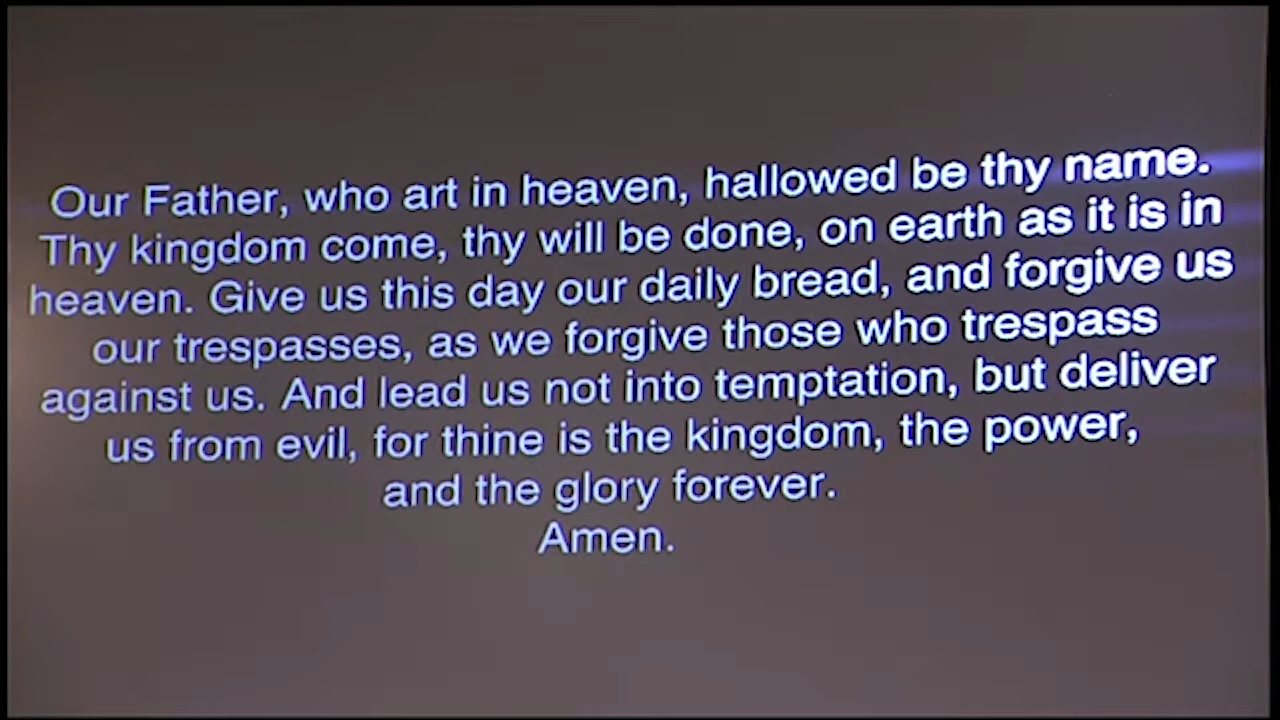 Our Father, who art in heaven, hallowed be thy name.
Thy kingdom come, thy will be done, on earth as it is in
heaven. Give us this day our daily bread, and forgive us
our trespasses, as we forgive those who trespass
against us. And lead us not into temptation, but deliver
us from evil, for thine is the kingdom, the power,
and the glory forever.
Amen.